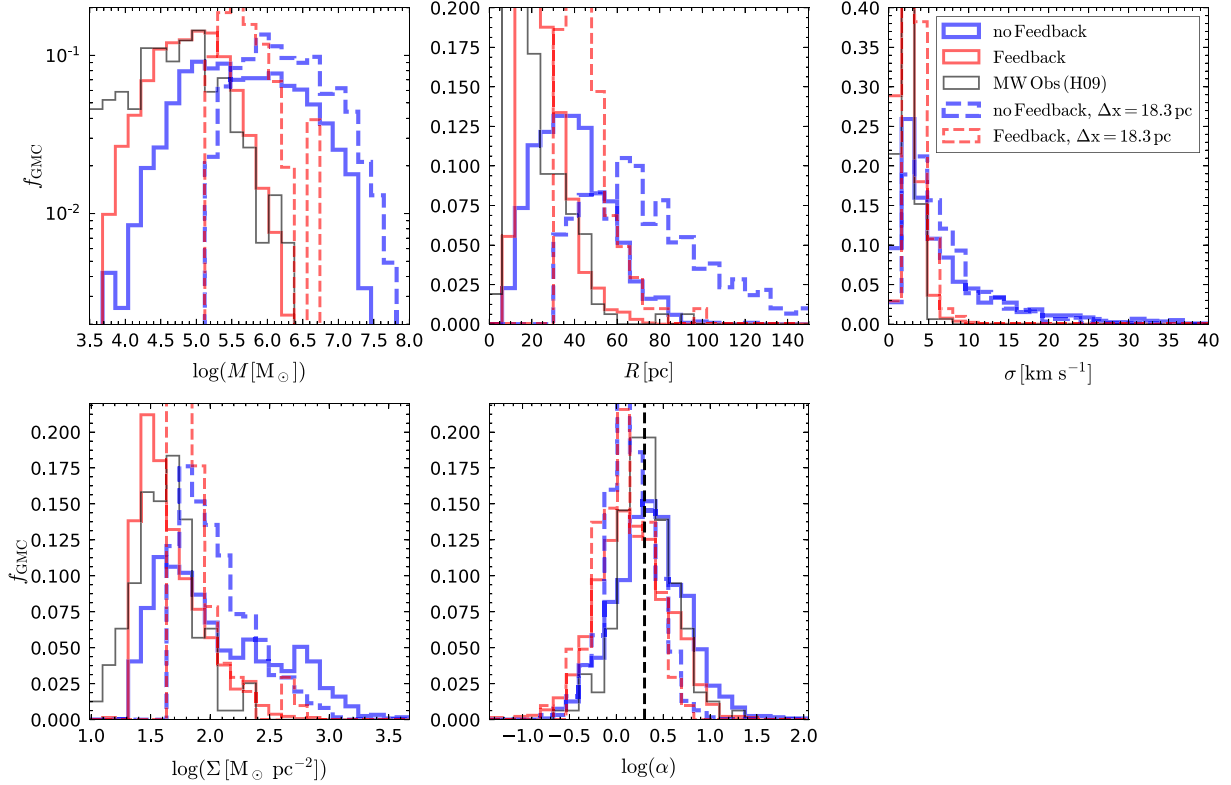 10⁻¹
10⁻²
f_GMC
3.5 4.0 4.5 5.0 5.5 6.0 6.5 7.0 7.5 8.0
log(M [M⊙])
0.200
0.175
0.150
0.125
0.100
0.075
0.050
0.025
0.000
0 20 40 60 80 100 120 140
R [pc]
0.40
0.35
0.30
0.25
0.20
0.15
0.10
0.05
0.00
0 5 10 15 20 25 30 35 40
σ [km s⁻¹]
no Feedback
Feedback
MW Obs (H09)
no Feedback, Δx = 18.3 pc
Feedback, Δx = 18.3 pc
0.200
0.175
0.150
0.125
0.100
0.075
0.050
0.025
0.000
f_GMC
1.0 1.5 2.0 2.5 3.0 3.5
log(Σ [M⊙ pc⁻²])
0.200
0.175
0.150
0.125
0.100
0.075
0.050
0.025
0.000
−1.0 −0.5 0.0 0.5 1.0 1.5 2.0
log(α)